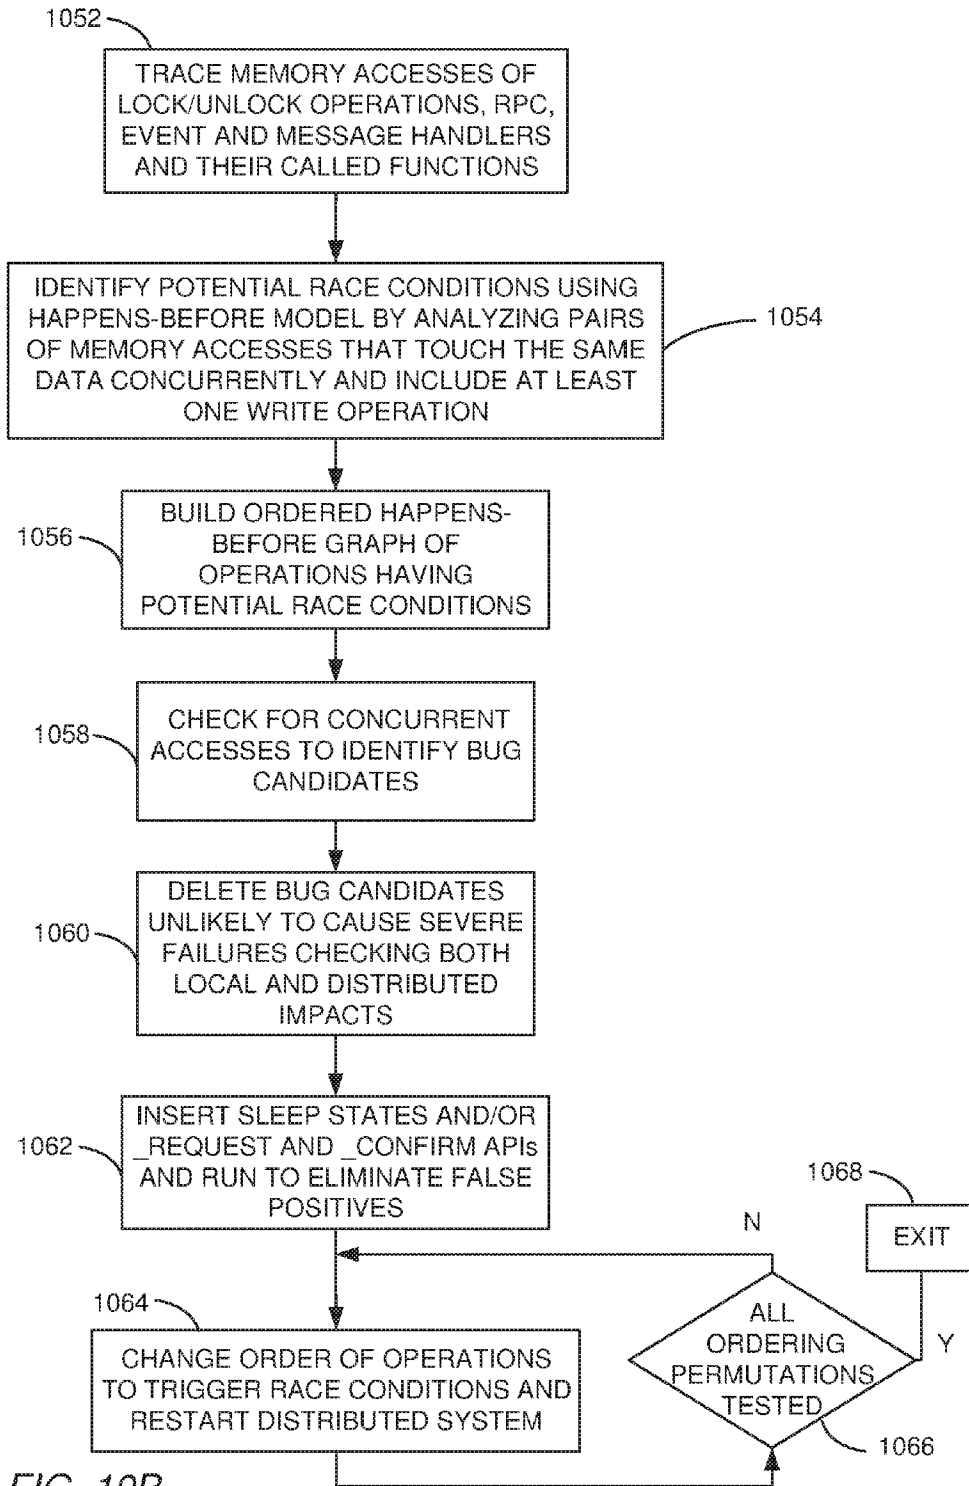 1052
TRACE MEMORY ACCESSES OF
LOCK/UNLOCK OPERATIONS, RPC,
EVENT AND MESSAGE HANDLERS
AND THEIR CALLED FUNCTIONS
IDENTIFY POTENTIAL RACE CONDITIONS USING
HAPPENS-BEFORE MODEL BY ANALYZING PAIRS
OF MEMORY ACCESSES THAT TOUCH THE SAME
DATA CONCURRENTLY AND INCLUDE AT LEAST
ONE WRITE OPERATION
1054
1056
BUILD ORDERED HAPPENS-
BEFORE GRAPH OF
OPERATIONS HAVING
POTENTIAL RACE CONDITIONS
1058
CHECK FOR CONCURRENT
ACCESSES TO IDENTIFY BUG
CANDIDATES
1060
DELETE BUG CANDIDATES
UNLIKELY TO CAUSE SEVERE
FAILURES CHECKING BOTH
LOCAL AND DISTRIBUTED
IMPACTS
1062
INSERT SLEEP STATES AND/OR
_REQUEST AND _CONFIRM APIs
AND RUN TO ELIMINATE FALSE
POSITIVES
1068
EXIT
N
Y
1064
CHANGE ORDER OF OPERATIONS
TO TRIGGER RACE CONDITIONS AND
RESTART DISTRIBUTED SYSTEM
ALL
ORDERING
PERMUTATIONS
TESTED
1066
FIG. 10B